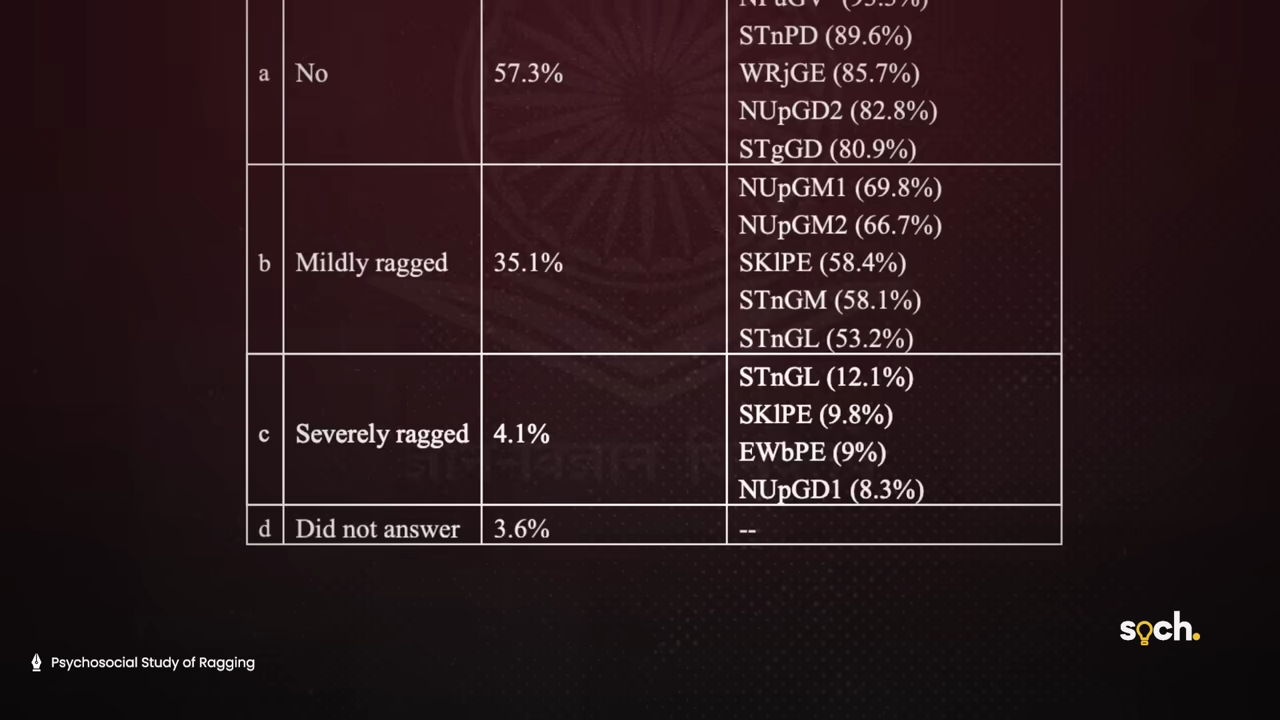 STnPD (89.6%)
a No 57.3% WRjGE (85.7%)
NUpGD2 (82.8%)
STgGD (80.9%)
NUpGM1 (69.8%)
NUpGM2 (66.7%)
b Mildly ragged 35.1% SKlPE (58.4%)
STnGM (58.1%)
STnGL (53.2%)
STnGL (12.1%)
SKlPE (9.8%)
c Severely ragged 4.1%
EWbPE (9%)
NUpGD1 (8.3%)
d Did not answer 3.6% --
soch.
Psychosocial Study of Ragging